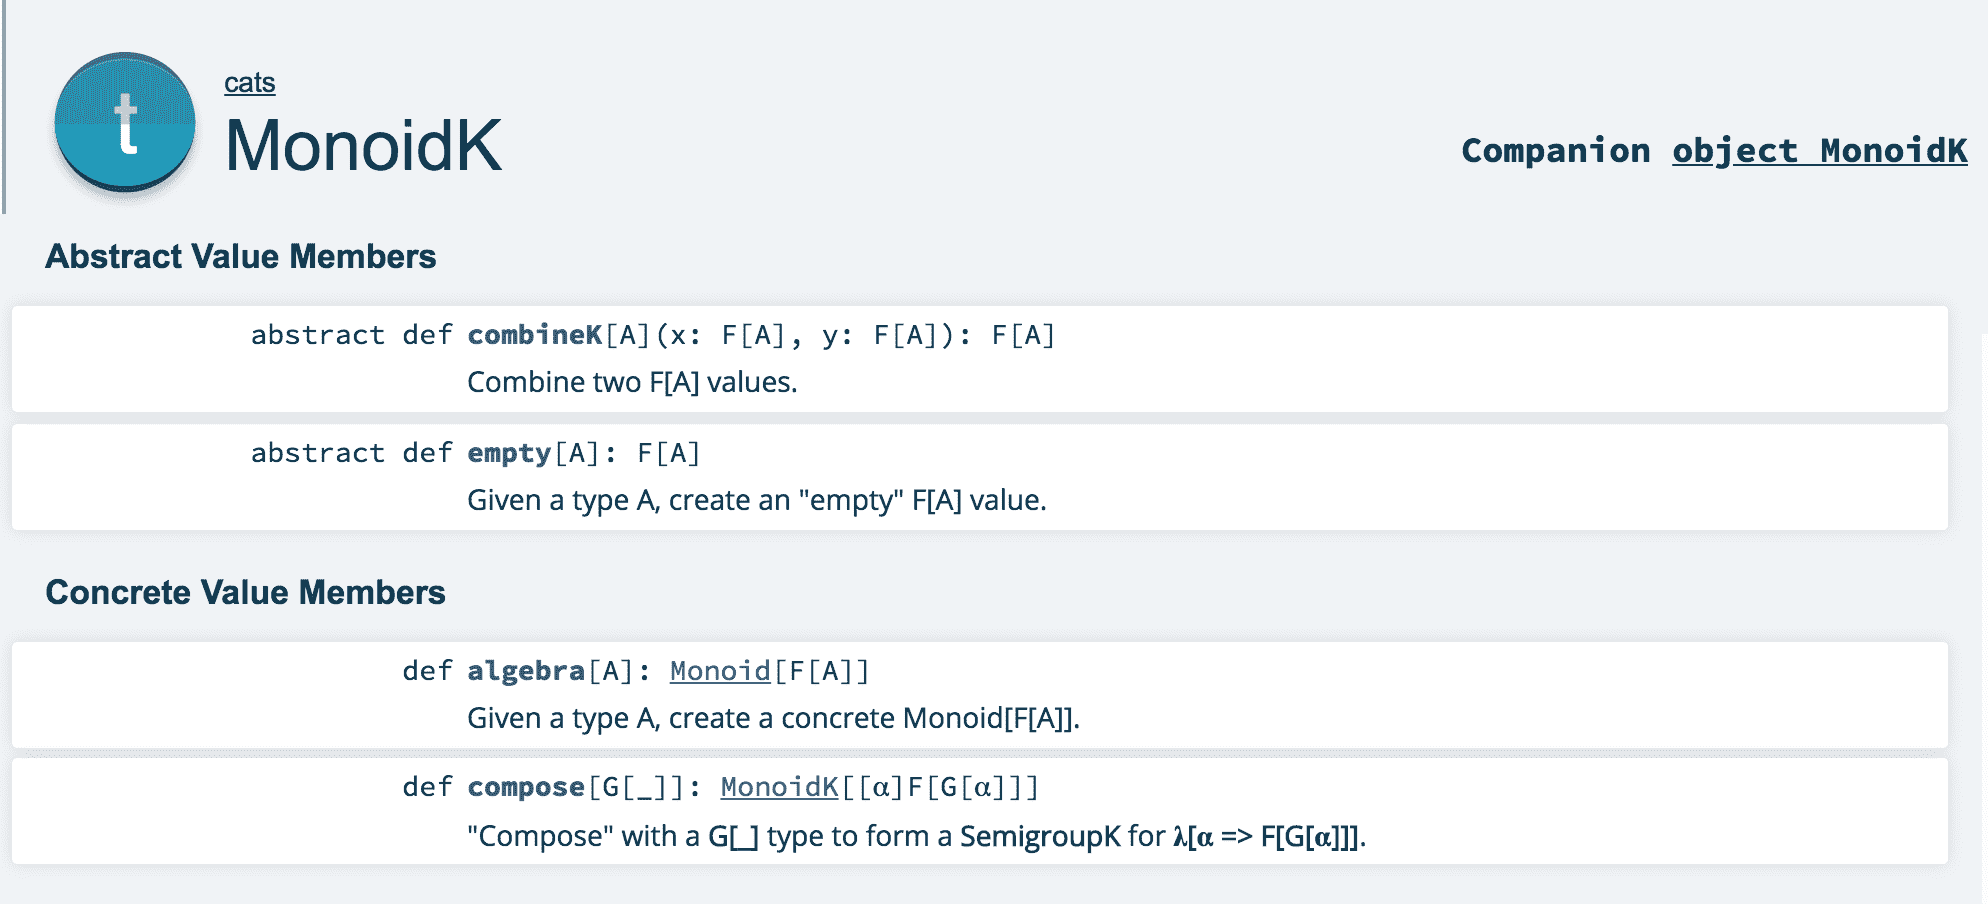 t
cats
MonoidK
Companion object MonoidK
Abstract Value Members
abstract def combineK[A](x: F[A], y: F[A]): F[A]
Combine two F[A] values.
abstract def empty[A]: F[A]
Given a type A, create an "empty" F[A] value.
Concrete Value Members
def algebra[A]: Monoid[F[A]]
Given a type A, create a concrete Monoid[F[A]].
def compose[G[_]]: MonoidK[[α]F[G[α]]]
"Compose" with a G[_] type to form a SemigroupK for λ[α => F[G[α]]].